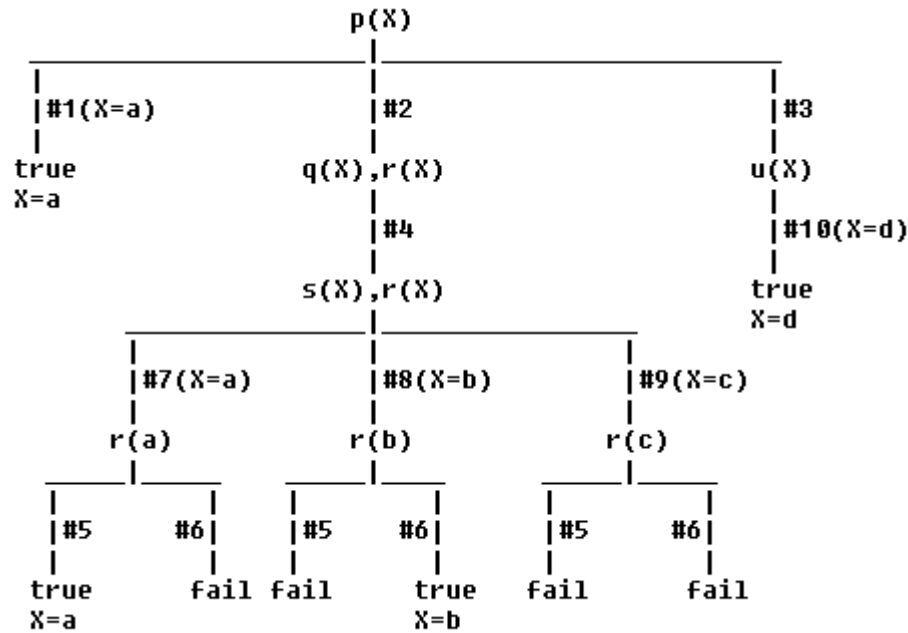 p(X)
#1(X=a) #2 #3
true q(X),r(X) u(X)
X=a
#4 #10(X=d)
s(X),r(X) true
X=d
#7(X=a) #8(X=b) #9(X=c)
r(a) r(b) r(c)
#5 #6 #5 #6 #5 #6
true fail fail true fail fail
X=a X=b